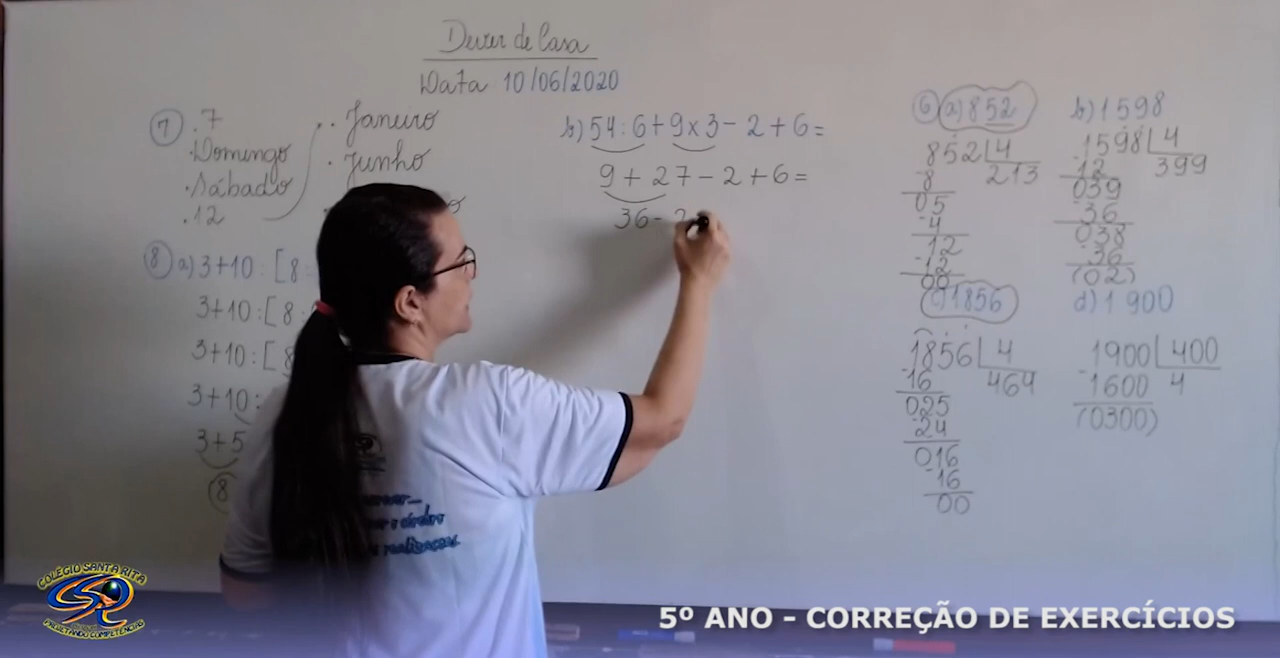 Dever de Casa
Data 10/06/2020
7
. 7
. Domingo
. Sábado
. 12
. Janeiro
. Junho
8 a) 3+10 : [8 :
3+10 : [8 :
3+10 : [8
3+10 :
3+5
8
b) 54 : 6 + 9 x 3 - 2 + 6 =
9 + 27 - 2 + 6 =
36 - 2
6 a) 852
852 4
-8 213
05
-4
12
-12
00
b) 1598
1598 4
-12 399
039
-36
038
-36
(02)
c) 1856
1856 4
-16 464
025
-24
016
-16
00
d) 1 900
1900 400
-1600 4
(0300)
COLÉGIO SANTA RITA
PROJETANDO COMPETÊNCIAS
5º ANO - CORREÇÃO DE EXERCÍCIOS